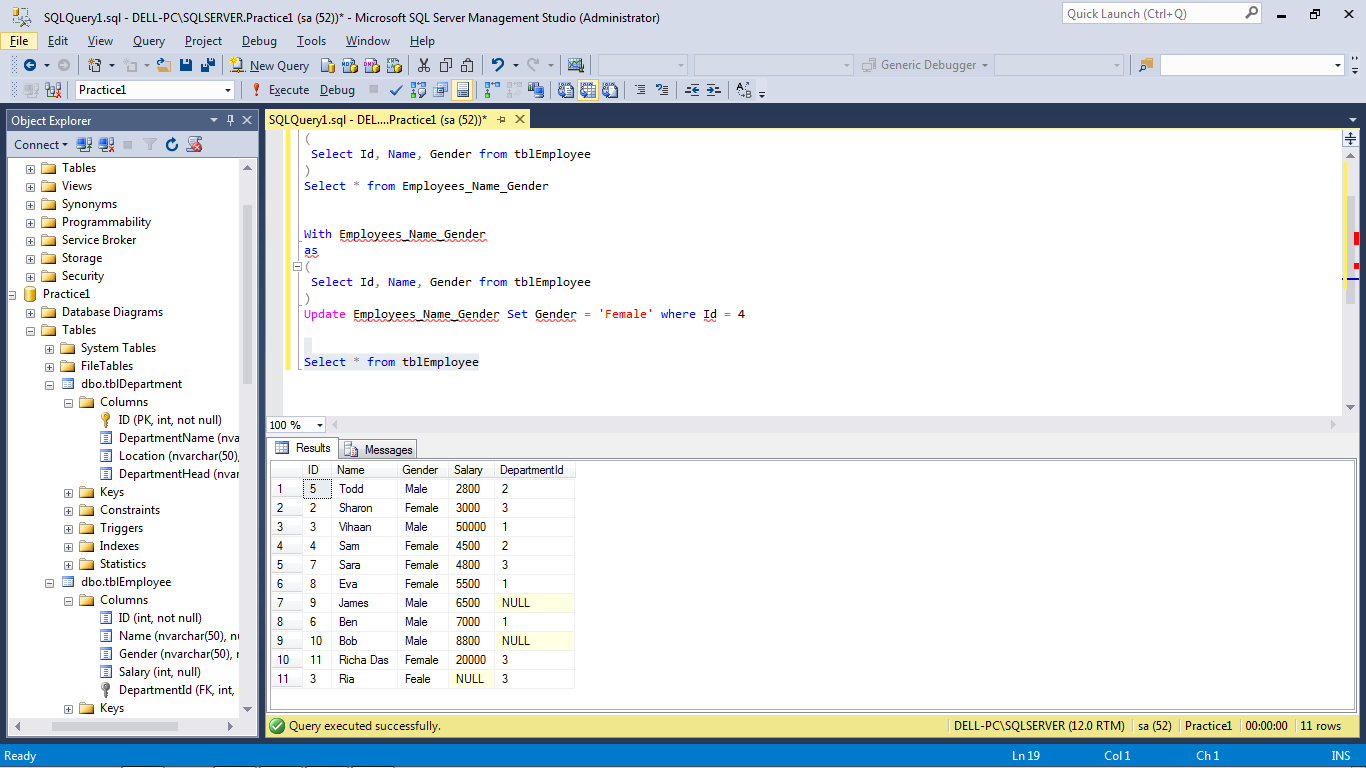 SQLQuery1.sql - DELL-PC\SQLSERVER.Practice1 (sa (52))* - Microsoft SQL Server Management Studio (Administrator)
Quick Launch (Ctrl+Q)
File Edit View Query Project Debug Tools Window Help
New Query
Generic Debugger
Practice1
Execute Debug
Object Explorer
SQLQuery1.sql - DEL....Practice1 (sa (52))*
Connect
Tables
Views
Synonyms
Programmability
Service Broker
Storage
Security
Practice1
Database Diagrams
Tables
System Tables
FileTables
dbo.tblDepartment
Columns
ID (PK, int, not null)
DepartmentName (nva
Location (nvarchar(50),
DepartmentHead (nvar
Keys
Constraints
Triggers
Indexes
Statistics
dbo.tblEmployee
Columns
ID (int, not null)
Name (nvarchar(50), nu
Gender (nvarchar(50), n
Salary (int, null)
DepartmentId (FK, int,
Keys
(
Select Id, Name, Gender from tblEmployee
)
Select * from Employees_Name_Gender
With Employees_Name_Gender
as
(
Select Id, Name, Gender from tblEmployee
)
Update Employees_Name_Gender Set Gender = 'Female' where Id = 4
Select * from tblEmployee
100 %
Results Messages
ID Name Gender Salary DepartmentId
1 5 Todd Male 2800 2
2 2 Sharon Female 3000 3
3 3 Vihaan Male 50000 1
4 4 Sam Female 4500 2
5 7 Sara Female 4800 3
6 8 Eva Female 5500 1
7 9 James Male 6500 NULL
8 6 Ben Male 7000 1
9 10 Bob Male 8800 NULL
10 11 Richa Das Female 20000 3
11 3 Ria Feale NULL 3
Query executed successfully.
DELL-PC\SQLSERVER (12.0 RTM) sa (52) Practice1 00:00:00 11 rows
Ready
Ln 19 Col 1 Ch 1 INS